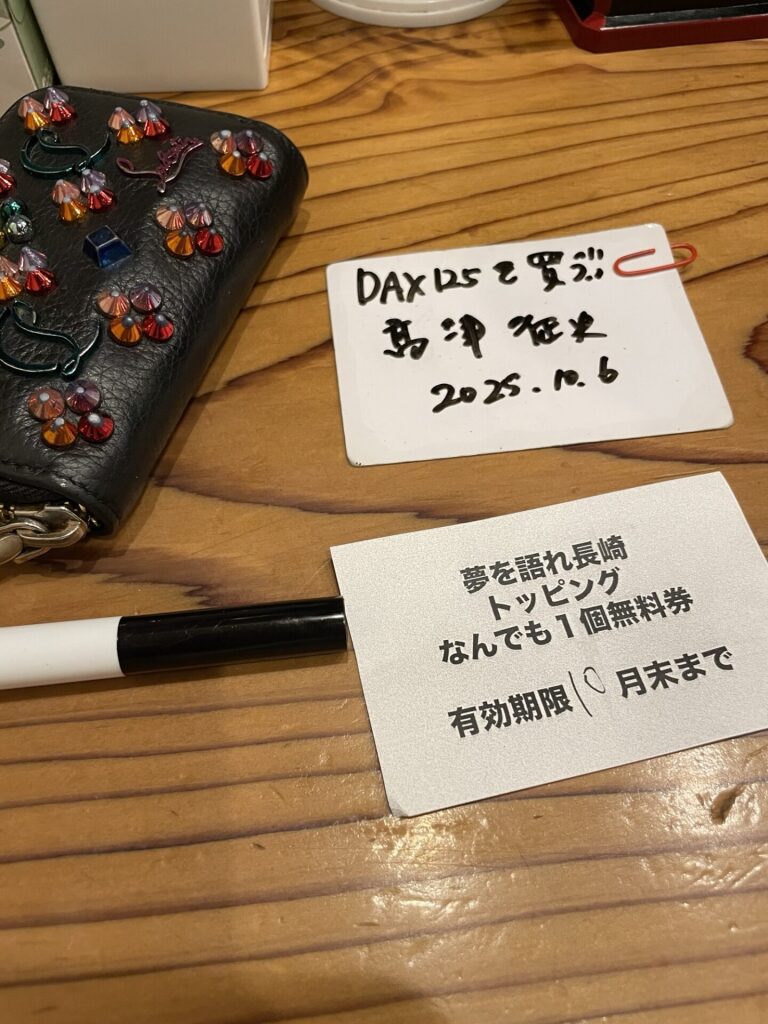 DAX125を買う!!
高津 征史
2025.10.6
夢を語れ長崎
トッピング
なんでも1個無料券
有効期限10月末まで